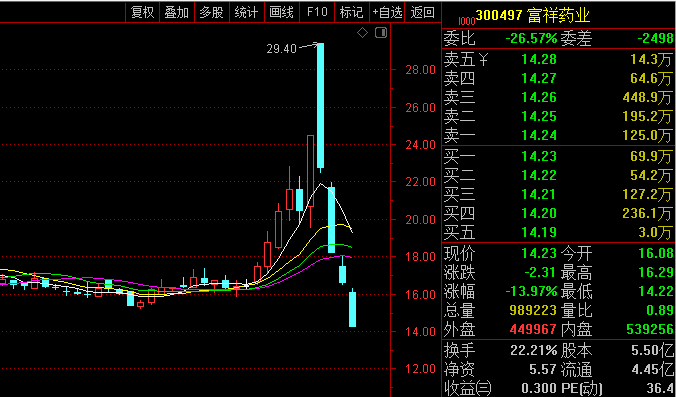 复权 叠加 多股 统计 画线 F10 标记 +自选 返回
29.40
28.00
26.00
24.00
22.00
20.00
18.00
16.00
14.00
12.00
1000 300497 富祥药业
委比 -26.57% 委差 -2498
卖五 ¥ 14.28 14.3万
卖四 14.27 64.6万
卖三 14.26 448.9万
卖二 14.25 195.2万
卖一 14.24 125.0万
买一 14.23 69.9万
买二 14.22 54.2万
买三 14.21 127.2万
买四 14.20 236.1万
买五 14.19 3.0万
现价 14.23 今开 16.08
涨跌 -2.31 最高 16.29
涨幅 -13.97% 最低 14.22
总量 989223 量比 0.89
外盘 449967 内盘 539256
换手 22.21% 股本 5.50亿
净资 5.57 流通 4.45亿
收益㈢ 0.300 PE(动) 36.4